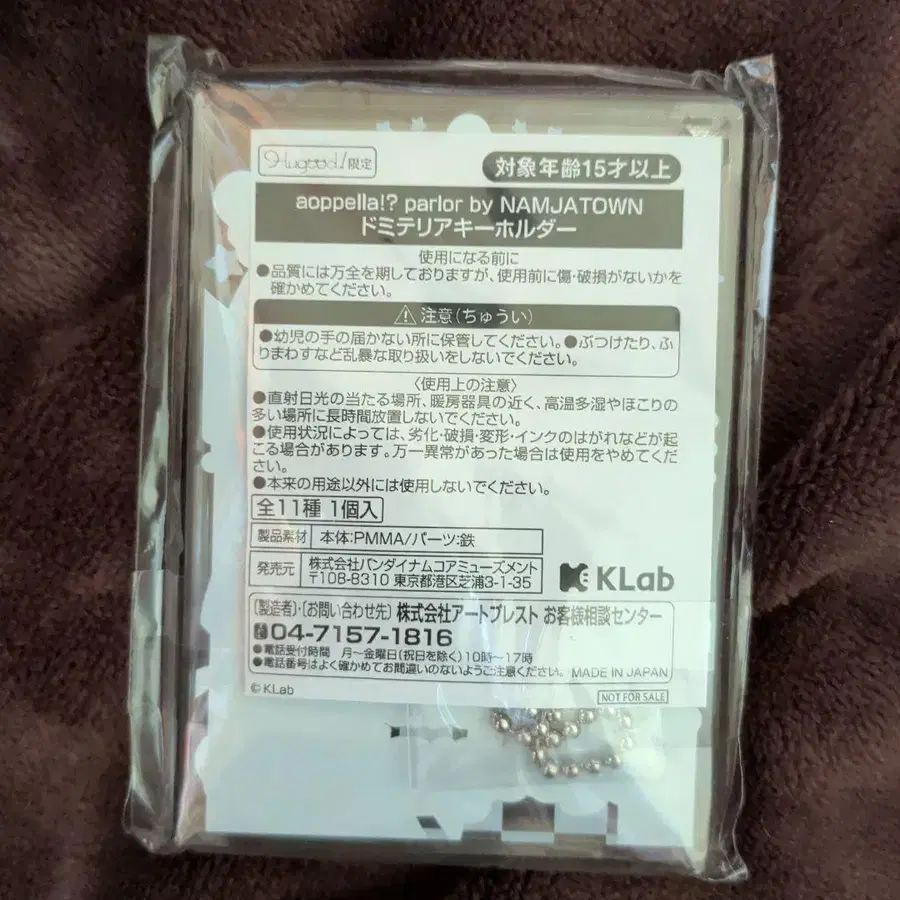 Hugood!限定
対象年齢15才以上
aoppella!? parlor by NAMJATOWN
ドミテリアキーホルダー
使用になる前に
●品質には万全を期しておりますが、使用前に傷・破損がないかを
確かめてください。
⚠ 注意(ちゅうい)
●幼児の手の届かない所に保管してください。●ぶつけたり、ふ
りまわすなど乱暴な取り扱いをしないでください。
〈使用上の注意〉
●直射日光の当たる場所、暖房器具の近く、高温多湿やほこりの
多い場所に長時間放置しないでください。
●使用状況によっては、劣化・破損・変形・インクのはがれなどが起
こる場合があります。万一異常があった場合は使用をやめてくだ
さい。
●本来の用途以外には使用しないでください。
全11種 1個入
製品素材 本体:PMMA/パーツ:鉄
発売元 株式会社バンダイナムコアミューズメント
〒108-8310 東京都港区芝浦3-1-35
KLab
〔製造者〕・〔お問い合わせ先〕 株式会社アートプレスト お客様相談センター
04-7157-1816
●電話受付時間 月〜金曜日(祝日を除く)10時〜17時
●電話番号はよく確かめてお間違いのないようご注意ください。 MADE IN JAPAN
© KLab
NOT FOR SALE